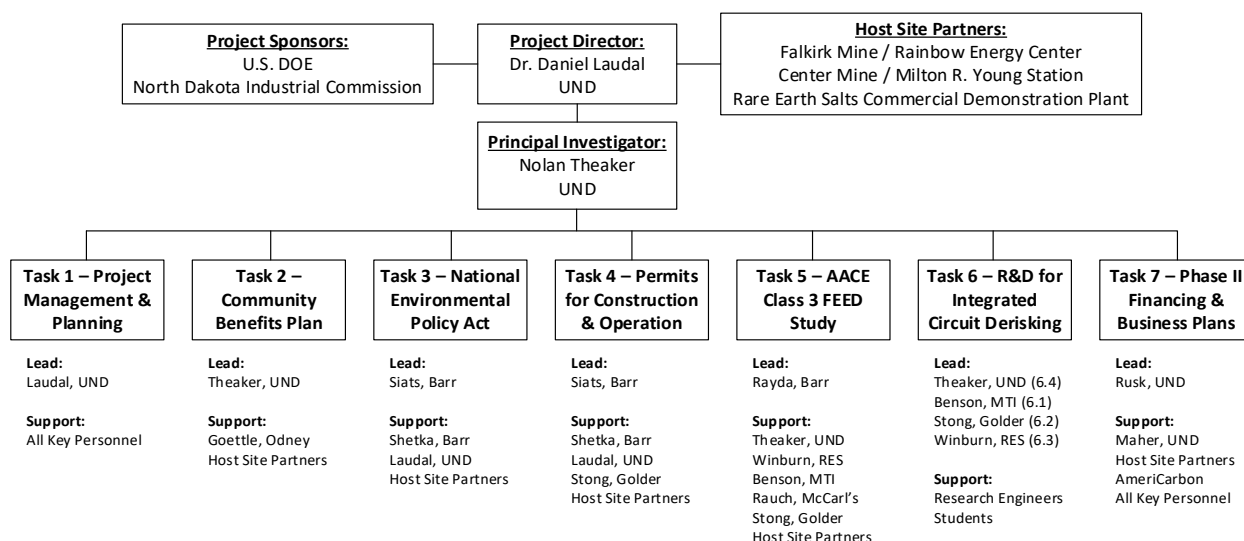 Project Sponsors:
U.S. DOE
North Dakota Industrial Commission
Project Director:
Dr. Daniel Laudal
UND
Host Site Partners:
Falkirk Mine / Rainbow Energy Center
Center Mine / Milton R. Young Station
Rare Earth Salts Commercial Demonstration Plant
Principal Investigator:
Nolan Theaker
UND
Task 1 – Project
Management &
Planning
Lead:
Laudal, UND
Support:
All Key Personnel
Task 2 –
Community
Benefits Plan
Lead:
Theaker, UND
Support:
Goettle, Odney
Host Site Partners
Task 3 – National
Environmental
Policy Act
Lead:
Siats, Barr
Support:
Shetka, Barr
Laudal, UND
Host Site Partners
Task 4 – Permits
for Construction
& Operation
Lead:
Siats, Barr
Support:
Shetka, Barr
Laudal, UND
Stong, Golder
Host Site Partners
Task 5 – AACE
Class 3 FEED
Study
Lead:
Rayda, Barr
Support:
Theaker, UND
Winburn, RES
Benson, MTI
Rauch, McCarl's
Stong, Golder
Host Site Partners
Task 6 – R&D for
Integrated
Circuit Derisking
Lead:
Theaker, UND (6.4)
Benson, MTI (6.1)
Stong, Golder (6.2)
Winburn, RES (6.3)
Support:
Research Engineers
Students
Task 7 – Phase II
Financing &
Business Plans
Lead:
Rusk, UND
Support:
Maher, UND
Host Site Partners
AmeriCarbon
All Key Personnel